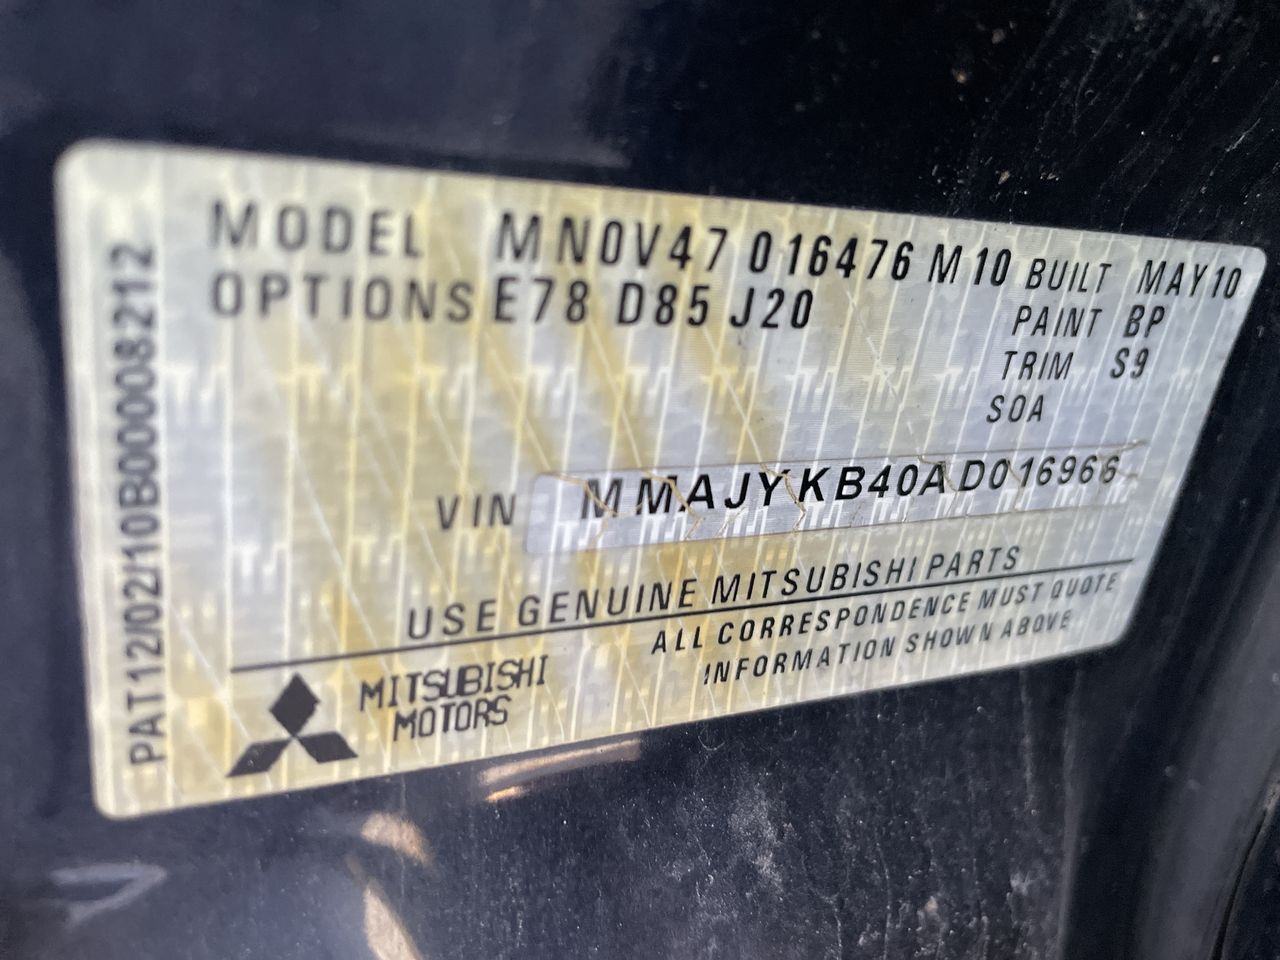 MODEL MN0V47 016476 M10 BUILT MAY10
OPTIONS E78 D85 J20 PAINT BP
TRIM S9
SOA
VIN MMAJYKB40AD016966
USE GENUINE MITSUBISHI PARTS
ALL CORRESPONDENCE MUST QUOTE
INFORMATION SHOWN ABOVE
MITSUBISHI
MOTORS
PAT12/02/10B000008212